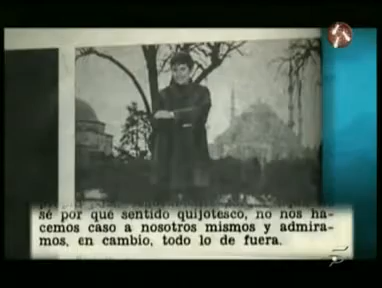 sé por qué sentido quijotesco, no nos ha-
cemos caso a nosotros mismos y admira-
mos, en cambio, todo lo de fuera.